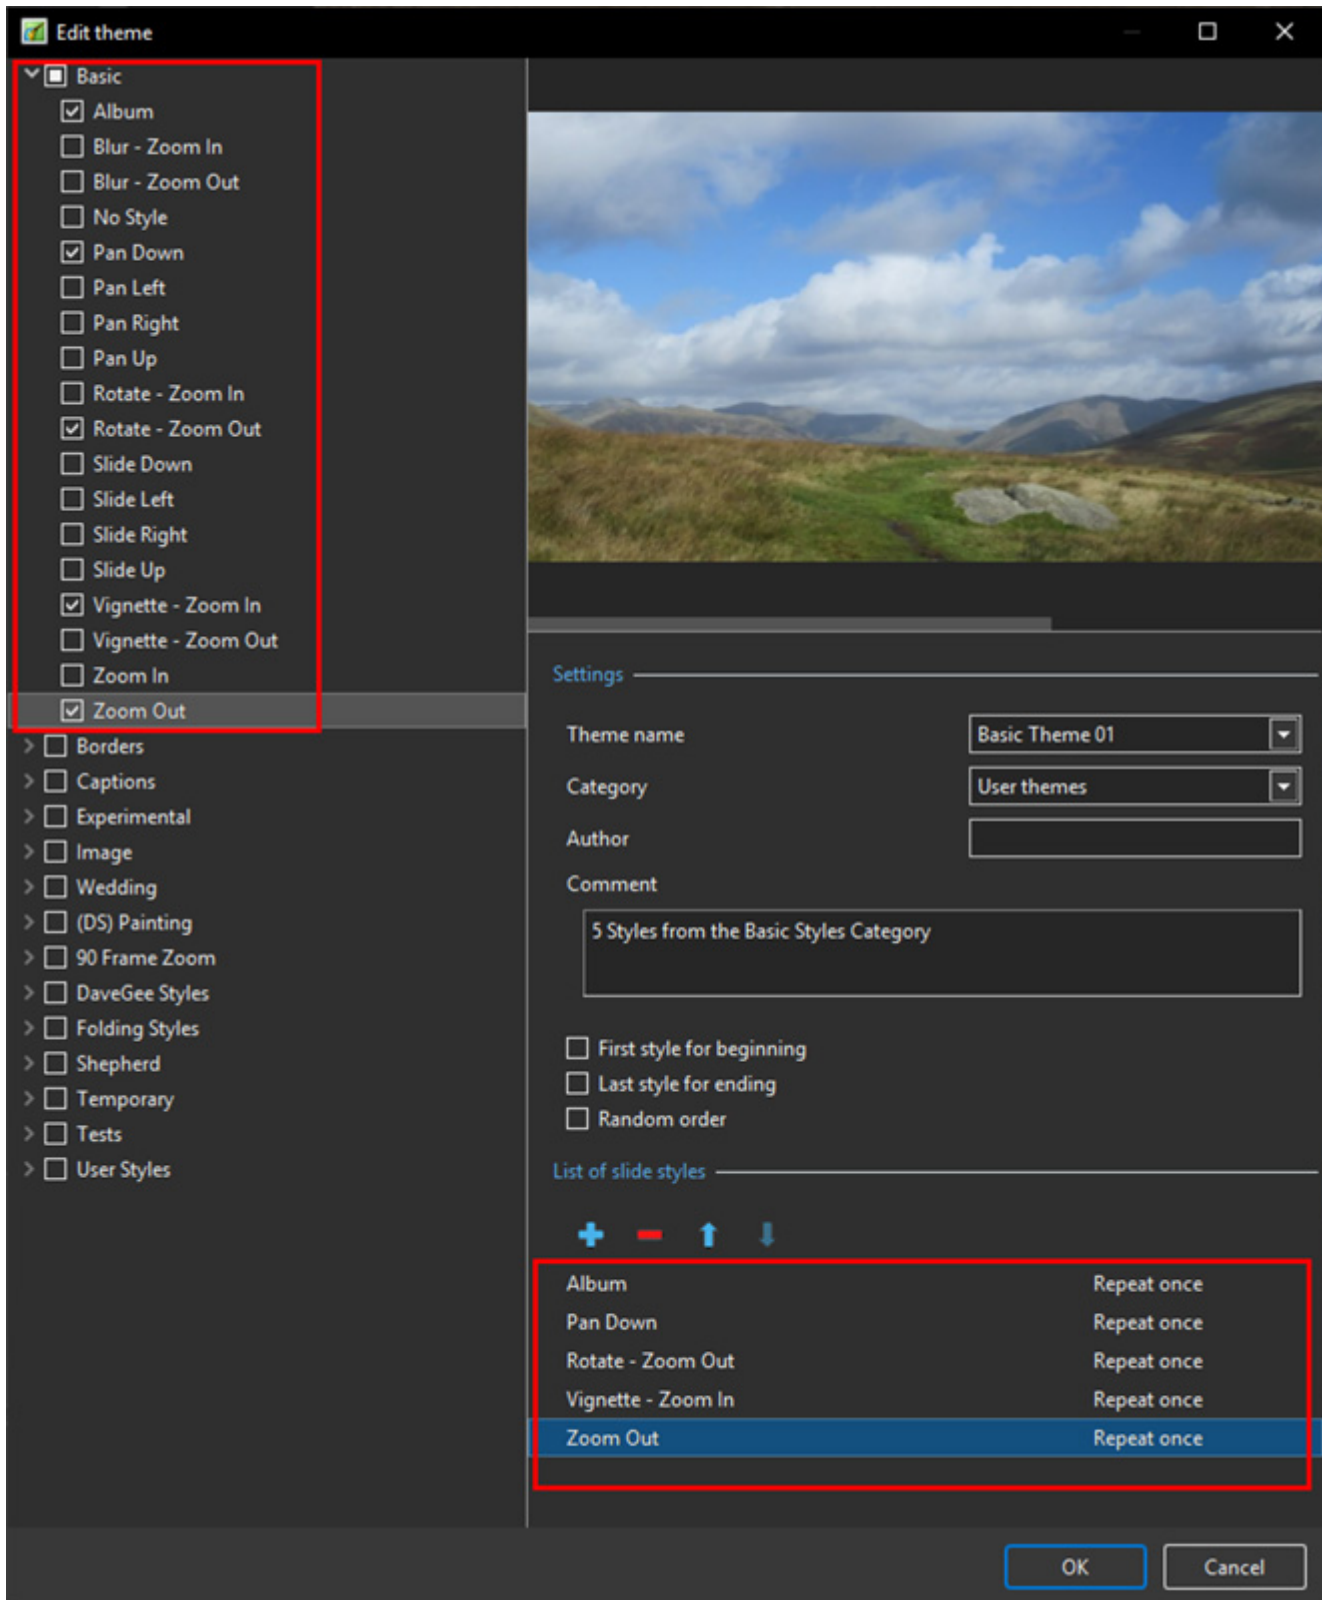 Edit theme
Basic
Album
Blur - Zoom In
Blur - Zoom Out
No Style
Pan Down
Pan Left
Pan Right
Pan Up
Rotate - Zoom In
Rotate - Zoom Out
Slide Down
Slide Left
Slide Right
Slide Up
Vignette - Zoom In
Vignette - Zoom Out
Zoom In
Zoom Out
Borders
Captions
Experimental
Image
Wedding
(DS) Painting
90 Frame Zoom
DaveGee Styles
Folding Styles
Shepherd
Temporary
Tests
User Styles
Settings
Theme name Basic Theme 01
Category User themes
Author
Comment
5 Styles from the Basic Styles Category
First style for beginning
Last style for ending
Random order
List of slide styles
Album Repeat once
Pan Down Repeat once
Rotate - Zoom Out Repeat once
Vignette - Zoom In Repeat once
Zoom Out Repeat once
OK Cancel